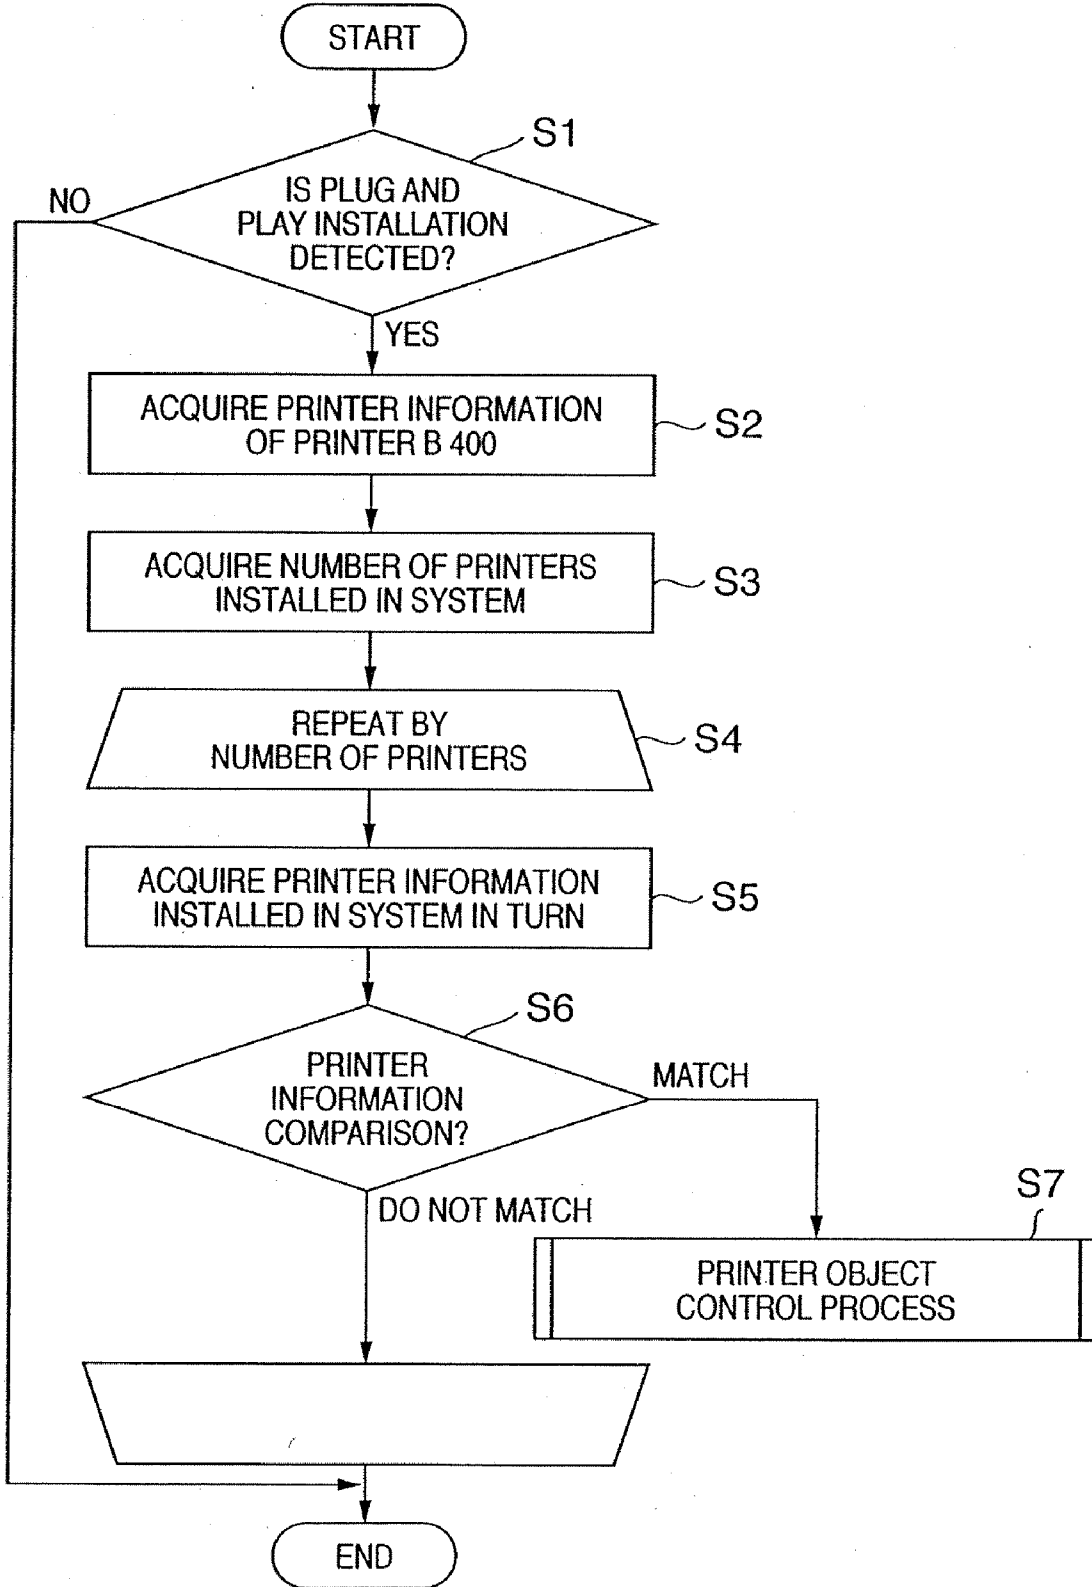 START
S1
IS PLUG AND
PLAY INSTALLATION
DETECTED?
NO
YES
ACQUIRE PRINTER INFORMATION
OF PRINTER B 400
S2
ACQUIRE NUMBER OF PRINTERS
INSTALLED IN SYSTEM
S3
REPEAT BY
NUMBER OF PRINTERS
S4
ACQUIRE PRINTER INFORMATION
INSTALLED IN SYSTEM IN TURN
S5
S6
PRINTER
INFORMATION
COMPARISON?
MATCH
DO NOT MATCH
S7
PRINTER OBJECT
CONTROL PROCESS
END